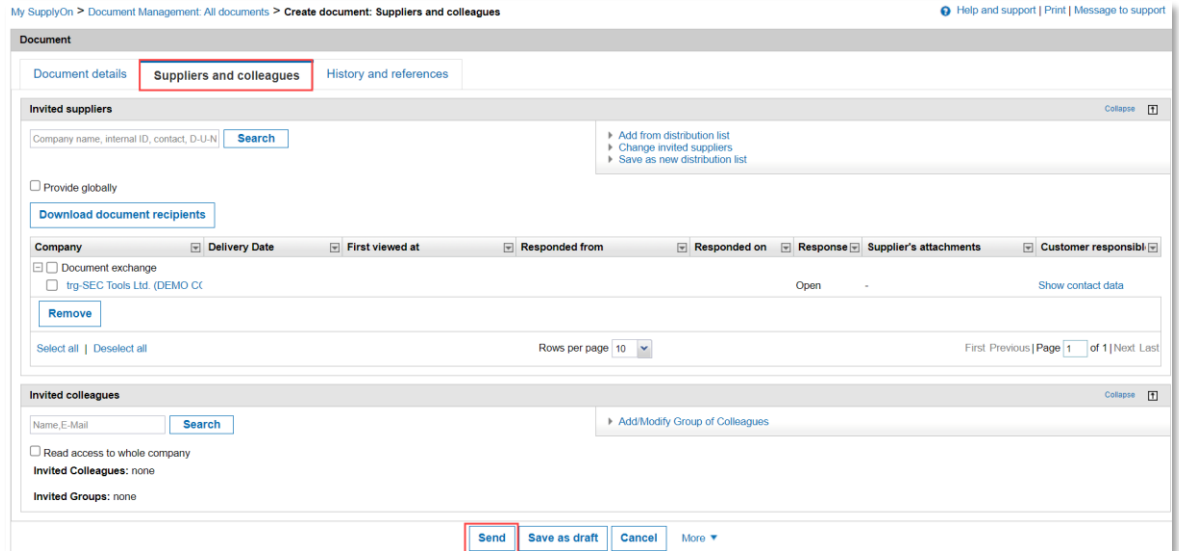 My SupplyOn > Document Management: All documents > Create document: Suppliers and colleagues
Help and support | Print | Message to support
Document
Document details
Suppliers and colleagues
History and references
Invited suppliers
Collapse
Company name, internal ID, contact, D-U-N
Search
Add from distribution list
Change invited suppliers
Save as new distribution list
Provide globally
Download document recipients
Company Delivery Date First viewed at Responded from Responded on Response Supplier's attachments Customer responsibl
Document exchange
trg-SEC Tools Ltd. (DEMO CO Open - Show contact data
Remove
Select all | Deselect all Rows per page 10 First Previous | Page 1 of 1 | Next Last
Invited colleagues
Collapse
Name,E-Mail
Search
Add/Modify Group of Colleagues
Read access to whole company
Invited Colleagues: none
Invited Groups: none
Send Save as draft Cancel More